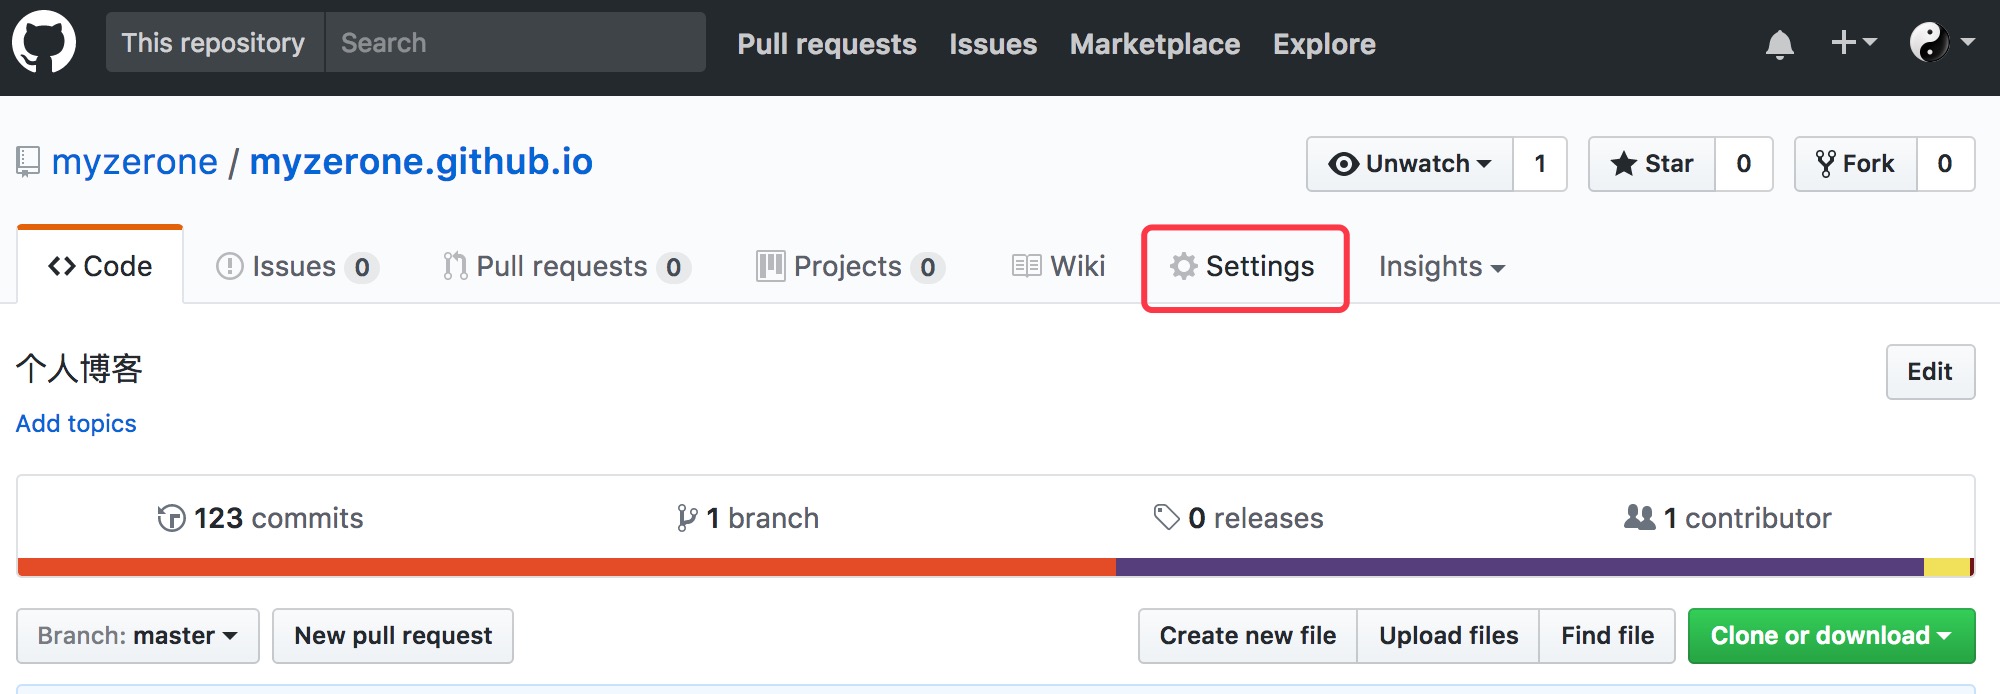 This repository Search Pull requests Issues Marketplace Explore
myzerone / myzerone.github.io Unwatch 1 Star 0 Fork 0
Code Issues 0 Pull requests 0 Projects 0 Wiki Settings Insights
个人博客 Edit
Add topics
123 commits 1 branch 0 releases 1 contributor
Branch: master New pull request Create new file Upload files Find file Clone or download